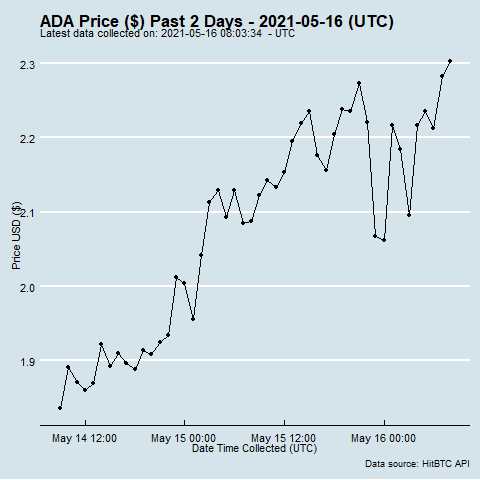 ADA Price ($) Past 2 Days - 2021-05-16 (UTC)
Latest data collected on: 2021-05-16 08:03:34 - UTC
2.3
2.2
2.1
2.0
1.9
Price USD ($)
May 14 12:00
May 15 00:00
May 15 12:00
May 16 00:00
Date Time Collected (UTC)
Data source: HitBTC API